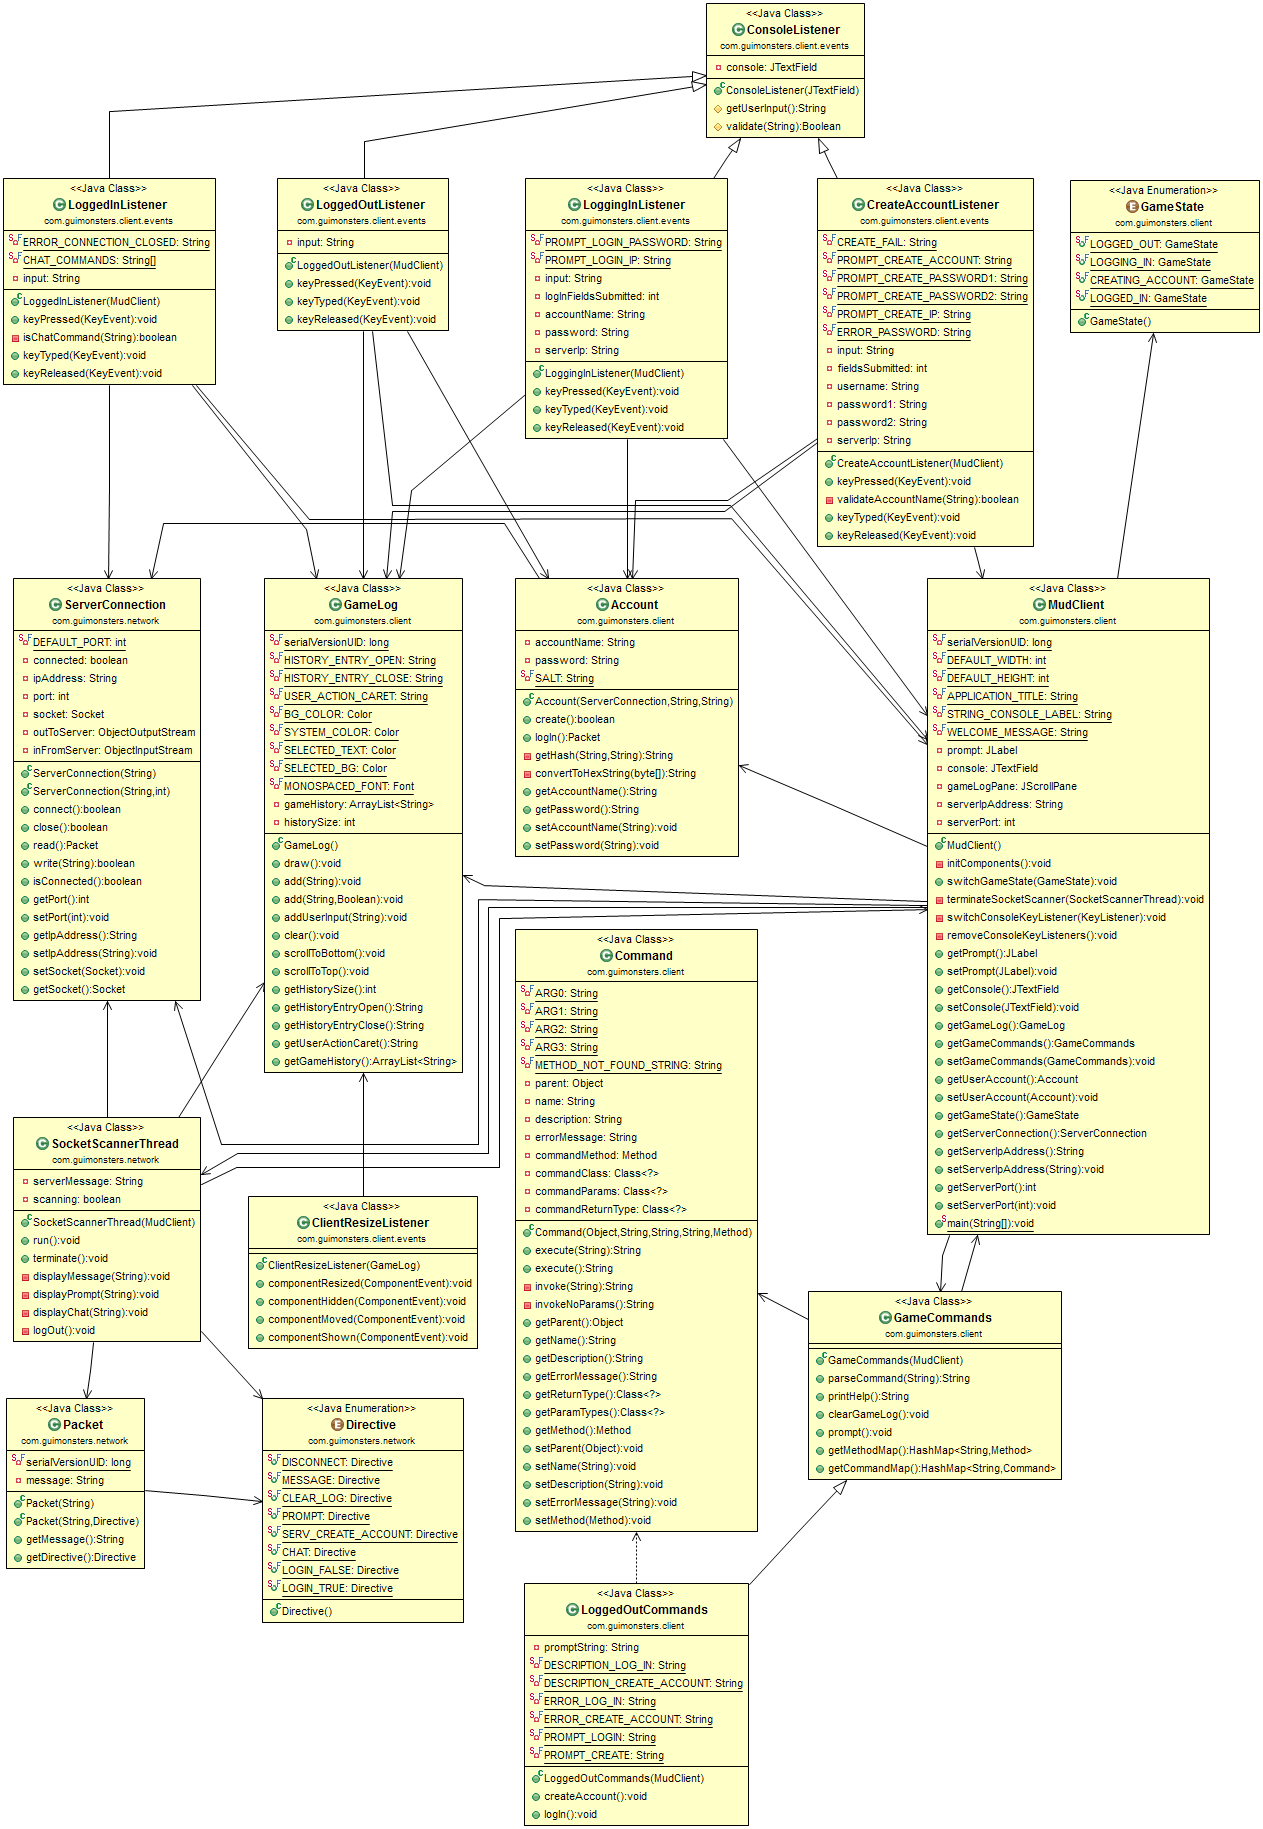 <<Java Class>>
ConsoleListener
com.guimonsters.client.events
console: JTextField
ConsoleListener(JTextField)
getUserInput():String
validate(String):Boolean
<<Java Class>>
LoggedInListener
com.guimonsters.client.events
ERROR_CONNECTION_CLOSED: String
CHAT_COMMANDS: String[]
input: String
LoggedInListener(MudClient)
keyPressed(KeyEvent):void
isChatCommand(String):boolean
keyTyped(KeyEvent):void
keyReleased(KeyEvent):void
<<Java Class>>
LoggedOutListener
com.guimonsters.client.events
input: String
LoggedOutListener(MudClient)
keyPressed(KeyEvent):void
keyTyped(KeyEvent):void
keyReleased(KeyEvent):void
<<Java Class>>
LoggingInListener
com.guimonsters.client.events
PROMPT_LOGIN_PASSWORD: String
PROMPT_LOGIN_IP: String
input: String
logInFieldsSubmitted: int
accountName: String
password: String
serverIp: String
LoggingInListener(MudClient)
keyPressed(KeyEvent):void
keyTyped(KeyEvent):void
keyReleased(KeyEvent):void
<<Java Class>>
CreateAccountListener
com.guimonsters.client.events
CREATE_FAIL: String
PROMPT_CREATE_ACCOUNT: String
PROMPT_CREATE_PASSWORD1: String
PROMPT_CREATE_PASSWORD2: String
PROMPT_CREATE_IP: String
ERROR_PASSWORD: String
input: String
fieldsSubmitted: int
username: String
password1: String
password2: String
serverIp: String
CreateAccountListener(MudClient)
keyPressed(KeyEvent):void
validateAccountName(String):boolean
keyTyped(KeyEvent):void
keyReleased(KeyEvent):void
<<Java Enumeration>>
GameState
com.guimonsters.client
LOGGED_OUT: GameState
LOGGING_IN: GameState
CREATING_ACCOUNT: GameState
LOGGED_IN: GameState
GameState()
<<Java Class>>
ServerConnection
com.guimonsters.network
DEFAULT_PORT: int
connected: boolean
ipAddress: String
port: int
socket: Socket
outToServer: ObjectOutputStream
inFromServer: ObjectInputStream
ServerConnection(String)
ServerConnection(String,int)
connect():boolean
close():boolean
read():Packet
write(String):boolean
isConnected():boolean
getPort():int
setPort(int):void
getIpAddress():String
setIpAddress(String):void
setSocket(Socket):void
getSocket():Socket
<<Java Class>>
GameLog
com.guimonsters.client
serialVersionUID: long
HISTORY_ENTRY_OPEN: String
HISTORY_ENTRY_CLOSE: String
USER_ACTION_CARET: String
BG_COLOR: Color
SYSTEM_COLOR: Color
SELECTED_TEXT: Color
SELECTED_BG: Color
MONOSPACED_FONT: Font
gameHistory: ArrayList<String>
historySize: int
GameLog()
draw():void
add(String):void
add(String,Boolean):void
addUserInput(String):void
clear():void
scrollToBottom():void
scrollToTop():void
getHistorySize():int
getHistoryEntryOpen():String
getHistoryEntryClose():String
getUserActionCaret():String
getGameHistory():ArrayList<String>
<<Java Class>>
Account
com.guimonsters.client
accountName: String
password: String
SALT: String
Account(ServerConnection,String,String)
create():boolean
logIn():Packet
getHash(String,String):String
convertToHexString(byte[]):String
getAccountName():String
getPassword():String
setAccountName(String):void
setPassword(String):void
<<Java Class>>
MudClient
com.guimonsters.client
serialVersionUID: long
DEFAULT_WIDTH: int
DEFAULT_HEIGHT: int
APPLICATION_TITLE: String
STRING_CONSOLE_LABEL: String
WELCOME_MESSAGE: String
prompt: JLabel
console: JTextField
gameLogPane: JScrollPane
serverIpAddress: String
serverPort: int
MudClient()
initComponents():void
switchGameState(GameState):void
terminateSocketScanner(SocketScannerThread):void
switchConsoleKeyListener(KeyListener):void
removeConsoleKeyListeners():void
getPrompt():JLabel
setPrompt(JLabel):void
getConsole():JTextField
setConsole(JTextField):void
getGameLog():GameLog
getGameCommands():GameCommands
setGameCommands(GameCommands):void
getUserAccount():Account
setUserAccount(Account):void
getGameState():GameState
getServerConnection():ServerConnection
getServerIpAddress():String
setServerIpAddress(String):void
getServerPort():int
setServerPort(int):void
main(String[]):void
<<Java Class>>
Command
com.guimonsters.client
ARG0: String
ARG1: String
ARG2: String
ARG3: String
METHOD_NOT_FOUND_STRING: String
parent: Object
name: String
description: String
errorMessage: String
commandMethod: Method
commandClass: Class<?>
commandParams: Class<?>
commandReturnType: Class<?>
Command(Object,String,String,String,Method)
execute(String):String
execute():String
invoke(String):String
invokeNoParams():String
getParent():Object
getName():String
getDescription():String
getErrorMessage():String
getReturnType():Class<?>
getParamTypes():Class<?>
getMethod():Method
setParent(Object):void
setName(String):void
setDescription(String):void
setErrorMessage(String):void
setMethod(Method):void
<<Java Class>>
SocketScannerThread
com.guimonsters.network
serverMessage: String
scanning: boolean
SocketScannerThread(MudClient)
run():void
terminate():void
displayMessage(String):void
displayPrompt(String):void
displayChat(String):void
logOut():void
<<Java Class>>
ClientResizeListener
com.guimonsters.client.events
ClientResizeListener(GameLog)
componentResized(ComponentEvent):void
componentHidden(ComponentEvent):void
componentMoved(ComponentEvent):void
componentShown(ComponentEvent):void
<<Java Class>>
GameCommands
com.guimonsters.client
GameCommands(MudClient)
parseCommand(String):String
printHelp():String
clearGameLog():void
prompt():void
getMethodMap():HashMap<String,Method>
getCommandMap():HashMap<String,Command>
<<Java Class>>
Packet
com.guimonsters.network
serialVersionUID: long
message: String
Packet(String)
Packet(String,Directive)
getMessage():String
getDirective():Directive
<<Java Enumeration>>
Directive
com.guimonsters.network
DISCONNECT: Directive
MESSAGE: Directive
CLEAR_LOG: Directive
PROMPT: Directive
SERV_CREATE_ACCOUNT: Directive
CHAT: Directive
LOGIN_FALSE: Directive
LOGIN_TRUE: Directive
Directive()
<<Java Class>>
LoggedOutCommands
com.guimonsters.client
promptString: String
DESCRIPTION_LOG_IN: String
DESCRIPTION_CREATE_ACCOUNT: String
ERROR_LOG_IN: String
ERROR_CREATE_ACCOUNT: String
PROMPT_LOGIN: String
PROMPT_CREATE: String
LoggedOutCommands(MudClient)
createAccount():void
logIn():void